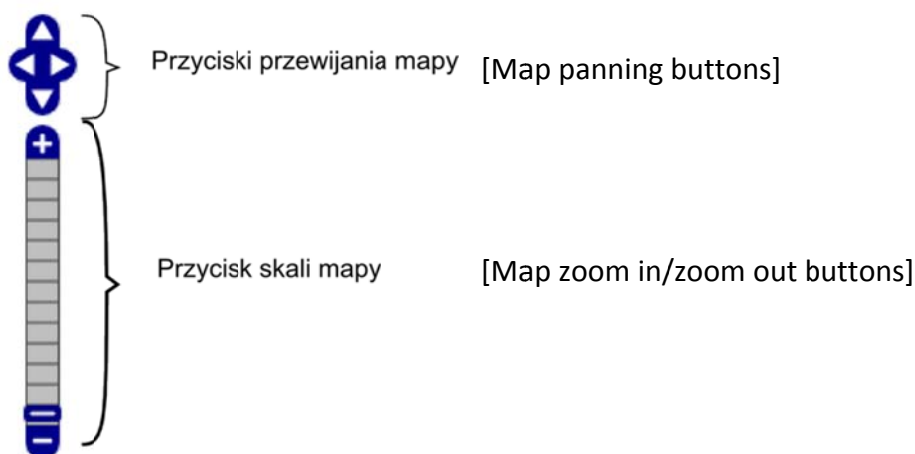 Przyciski przewijania mapy [Map panning buttons]
Przycisk skali mapy [Map zoom in/zoom out buttons]